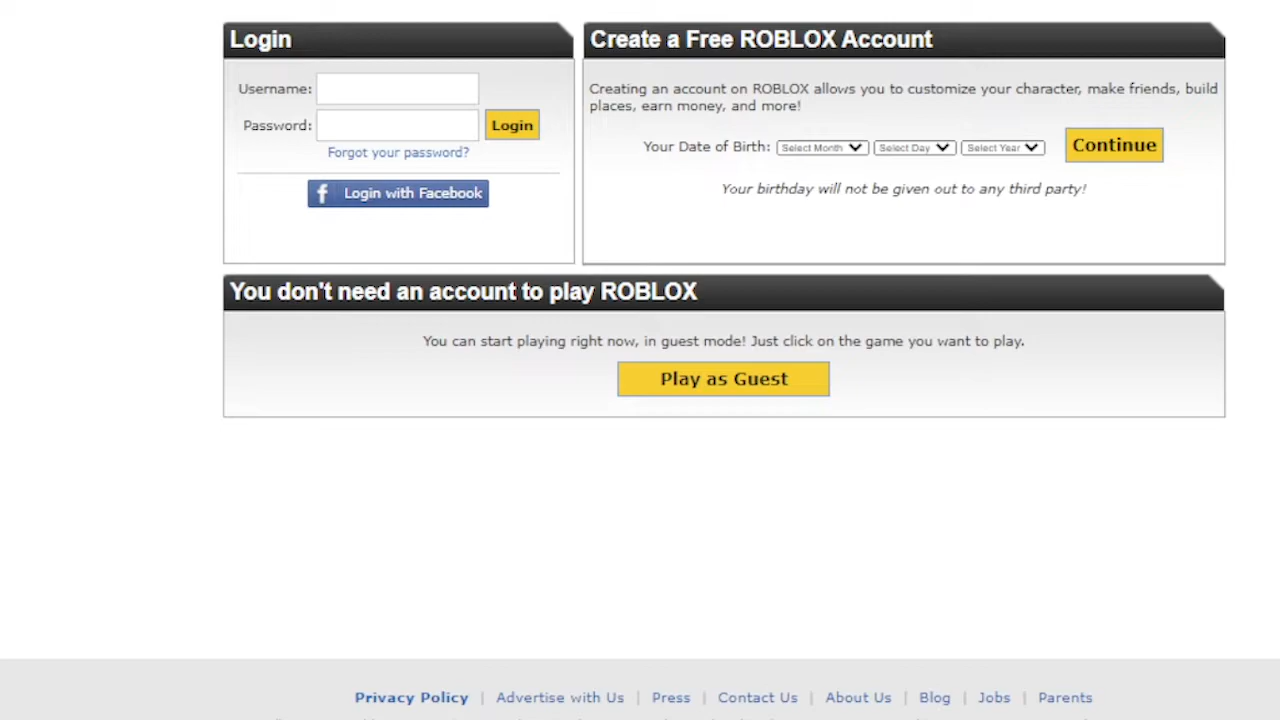 Login
Username:
Password:
Login
Forgot your password?
f Login with Facebook
Create a Free ROBLOX Account
Creating an account on ROBLOX allows you to customize your character, make friends, build
places, earn money, and more!
Your Date of Birth: Select Month Select Day Select Year Continue
Your birthday will not be given out to any third party!
You don't need an account to play ROBLOX
You can start playing right now, in guest mode! Just click on the game you want to play.
Play as Guest
Privacy Policy | Advertise with Us | Press | Contact Us | About Us | Blog | Jobs | Parents